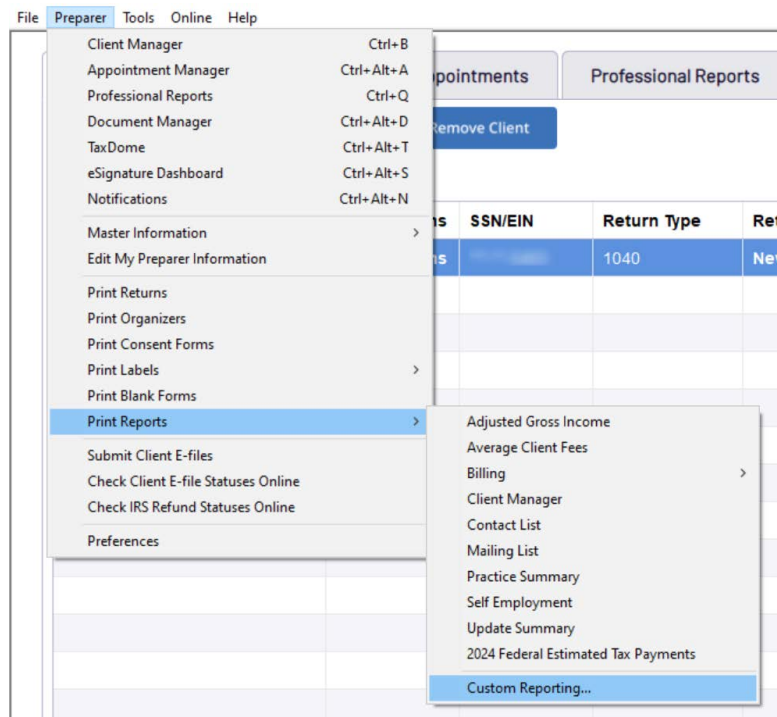 File Preparer Tools Online Help
Client Manager Ctrl+B
Appointment Manager Ctrl+Alt+A
Professional Reports Ctrl+Q
Document Manager Ctrl+Alt+D
TaxDome Ctrl+Alt+T
eSignature Dashboard Ctrl+Alt+S
Notifications Ctrl+Alt+N
Master Information >
Edit My Preparer Information
Print Returns
Print Organizers
Print Consent Forms
Print Labels >
Print Blank Forms
Print Reports >
Submit Client E-files
Check Client E-file Statuses Online
Check IRS Refund Statuses Online
Preferences
ppointments Professional Reports
Remove Client
ns SSN/EIN Return Type Ret
ns 1040 New
Adjusted Gross Income
Average Client Fees
Billing >
Client Manager
Contact List
Mailing List
Practice Summary
Self Employment
Update Summary
2024 Federal Estimated Tax Payments
Custom Reporting...